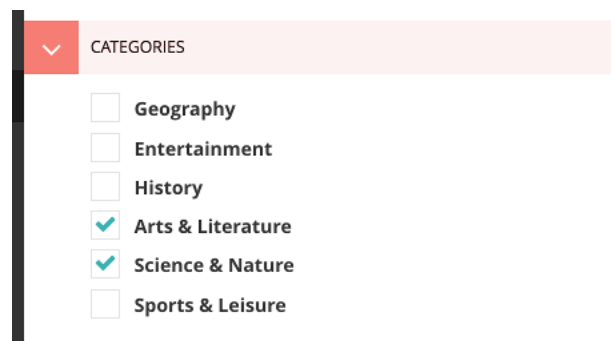 CATEGORIES
Geography
Entertainment
History
Arts & Literature
Science & Nature
Sports & Leisure